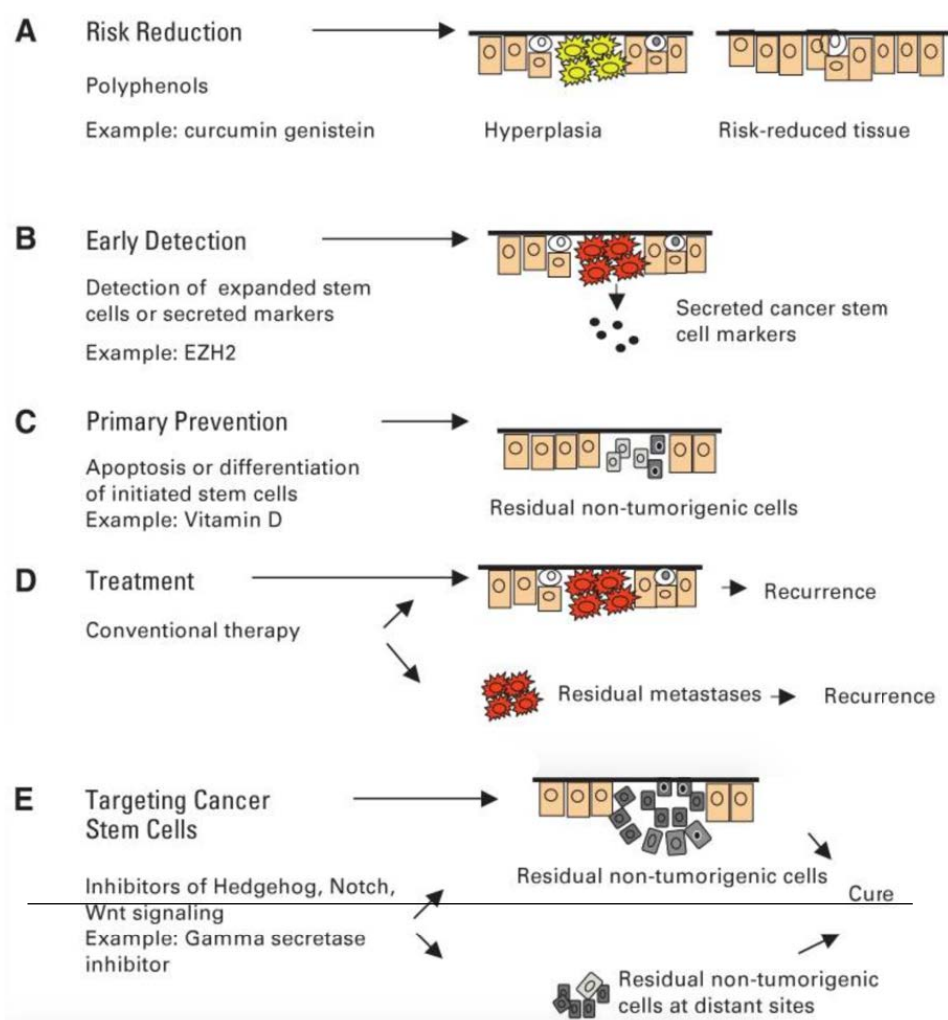 A Risk Reduction
Polyphenols
Example: curcumin genistein
Hyperplasia
Risk-reduced tissue
B Early Detection
Detection of expanded stem
cells or secreted markers
Example: EZH2
Secreted cancer stem
cell markers
C Primary Prevention
Apoptosis or differentiation
of initiated stem cells
Example: Vitamin D
Residual non-tumorigenic cells
D Treatment
Conventional therapy
Recurrence
Residual metastases
Recurrence
E Targeting Cancer
Stem Cells
Inhibitors of Hedgehog, Notch,
Wnt signaling
Example: Gamma secretase
inhibitor
Residual non-tumorigenic cells
Cure
Residual non-tumorigenic
cells at distant sites